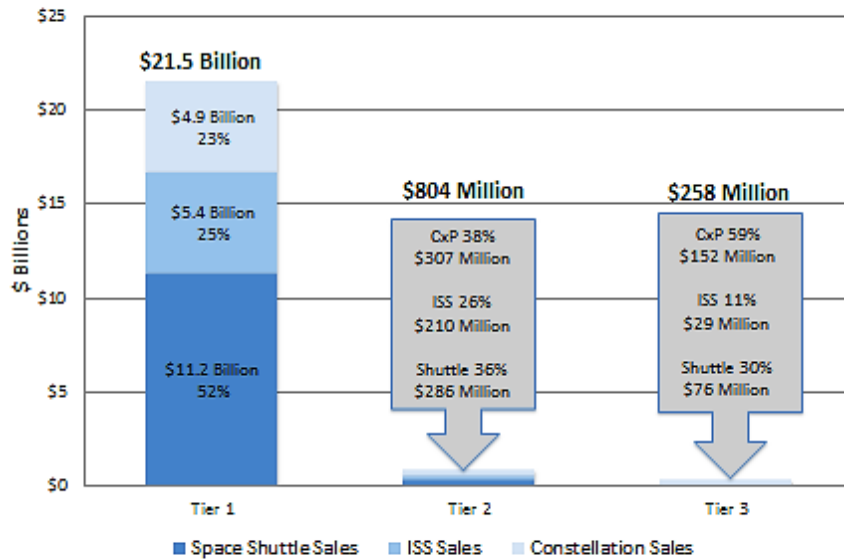 $25
$20
$15
$10
$5
$0
$ Billions
$21.5 Billion
$4.9 Billion
23%
$5.4 Billion
25%
$11.2 Billion
52%
$804 Million
CxP 38%
$307 Million
ISS 26%
$210 Million
Shuttle 36%
$286 Million
$258 Million
CxP 59%
$152 Million
ISS 11%
$29 Million
Shuttle 30%
$76 Million
Tier 1
Tier 2
Tier 3
Space Shuttle Sales
ISS Sales
Constellation Sales